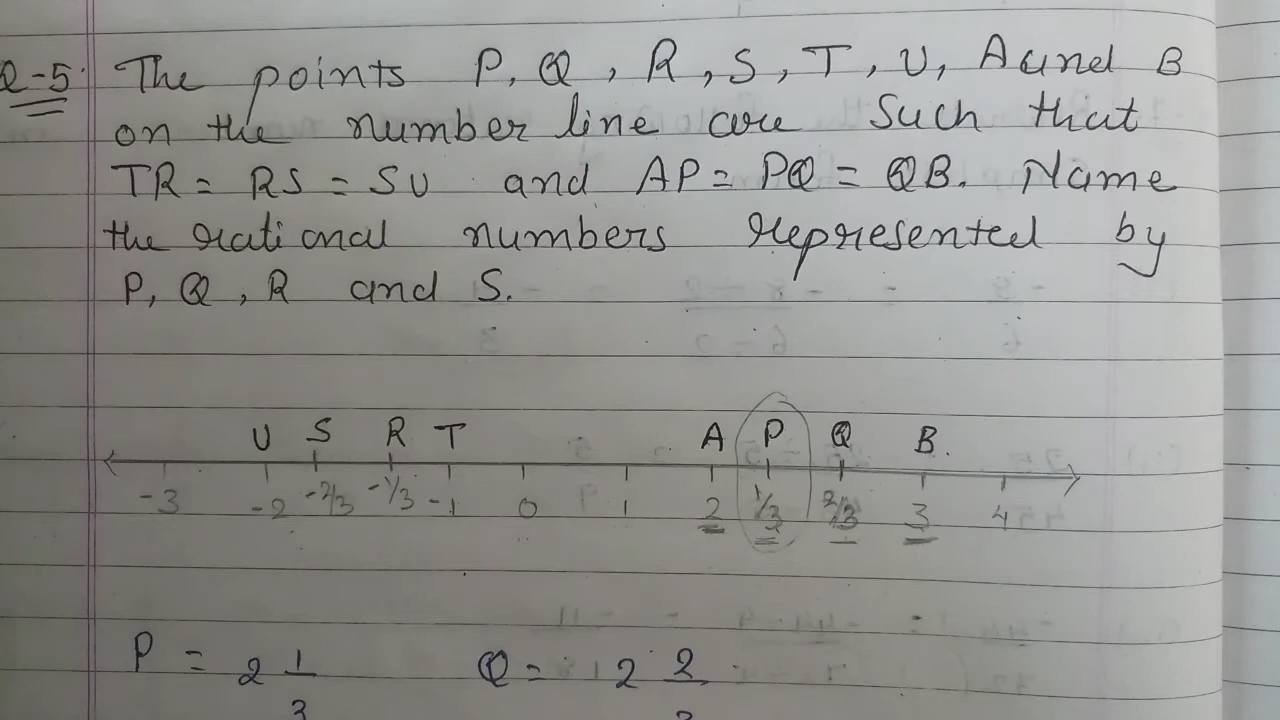 Q-5. The points P, Q, R, S, T, U, A and B
on the number line are such that
TR = RS = SU and AP = PQ = QB. Name
the rational numbers represented by
P, Q, R and S.
U S R T A P Q B.
-3 -2 -2/3 -1/3 -1 0 1 2 1/3 2/3 3 4
P = 2 1/3 Q = 2 2/